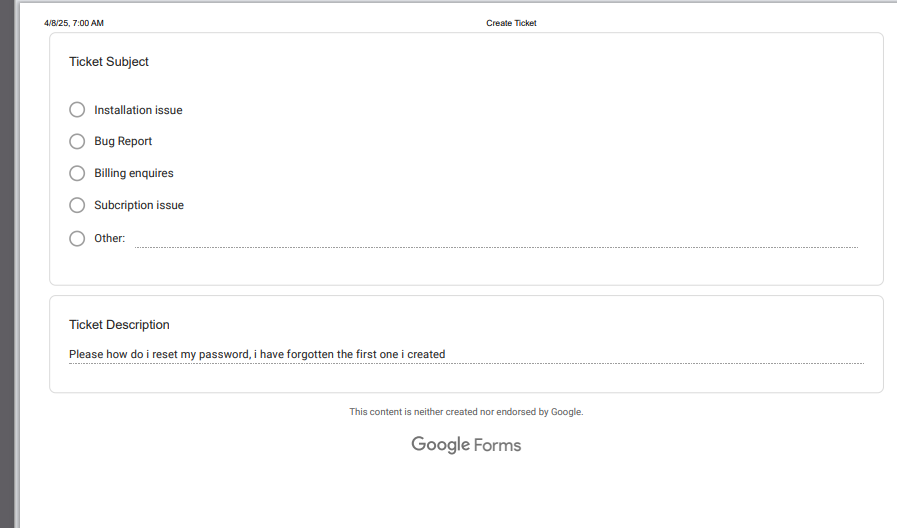 4/8/25, 7:00 AM Create Ticket
Ticket Subject
Installation issue
Bug Report
Billing enquires
Subcription issue
Other:
Ticket Description
Please how do i reset my password, i have forgotten the first one i created
This content is neither created nor endorsed by Google.
Google Forms